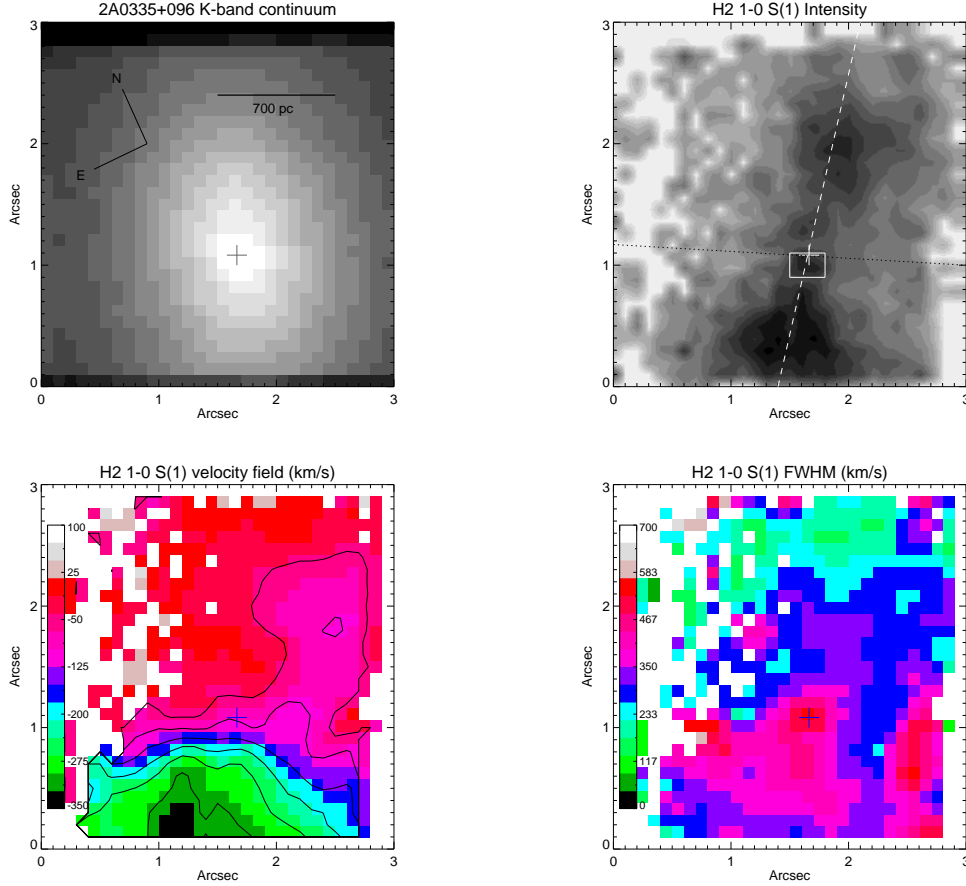 2A0335+096 K-band continuum
3
2
1
0
Arcsec
N
E
700 pc
0 1 2 3
Arcsec
H2 1-0 S(1) Intensity
3
2
1
0
Arcsec
0 1 2 3
Arcsec
H2 1-0 S(1) velocity field (km/s)
3
2
1
0
Arcsec
100
25
-50
-125
-200
-275
-350
0 1 2 3
Arcsec
H2 1-0 S(1) FWHM (km/s)
3
2
1
0
Arcsec
700
583
467
350
233
117
0
0 1 2 3
Arcsec